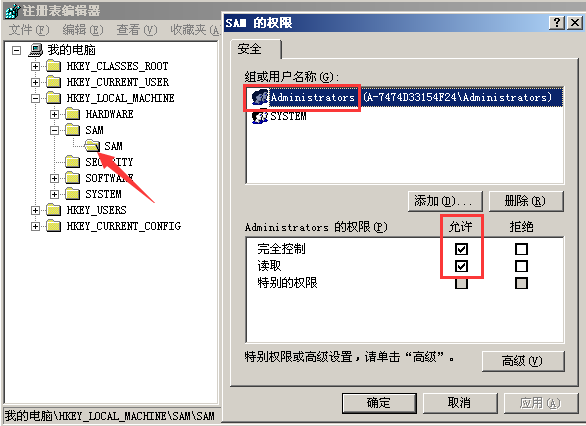 注册表编辑器
文件(F) 编辑(E) 查看(V) 收藏夹(A)
我的电脑
HKEY_CLASSES_ROOT
HKEY_CURRENT_USER
HKEY_LOCAL_MACHINE
HARDWARE
SAM
SAM
SECURITY
SOFTWARE
SYSTEM
HKEY_USERS
HKEY_CURRENT_CONFIG
我的电脑\HKEY_LOCAL_MACHINE\SAM\SAM
SAM 的权限
安全
组或用户名称(G):
Administrators (A-7474D33154F24\Administrators)
SYSTEM
添加(D)... 删除(R)
Administrators 的权限(P) 允许 拒绝
完全控制
读取
特别的权限
特别权限或高级设置,请单击“高级”。
高级(V)
确定 取消 应用(A)